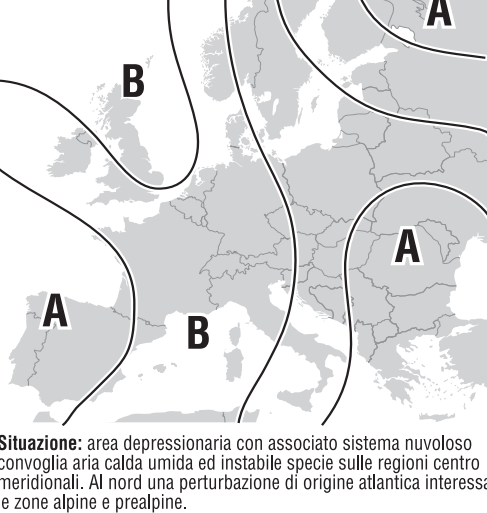 A
B
A
A
B
Situazione: area depressionaria con associato sistema nuvoloso
convoglia aria calda umida ed instabile specie sulle regioni centro
meridionali. Al nord una perturbazione di origine atlantica interessa
le zone alpine e prealpine.